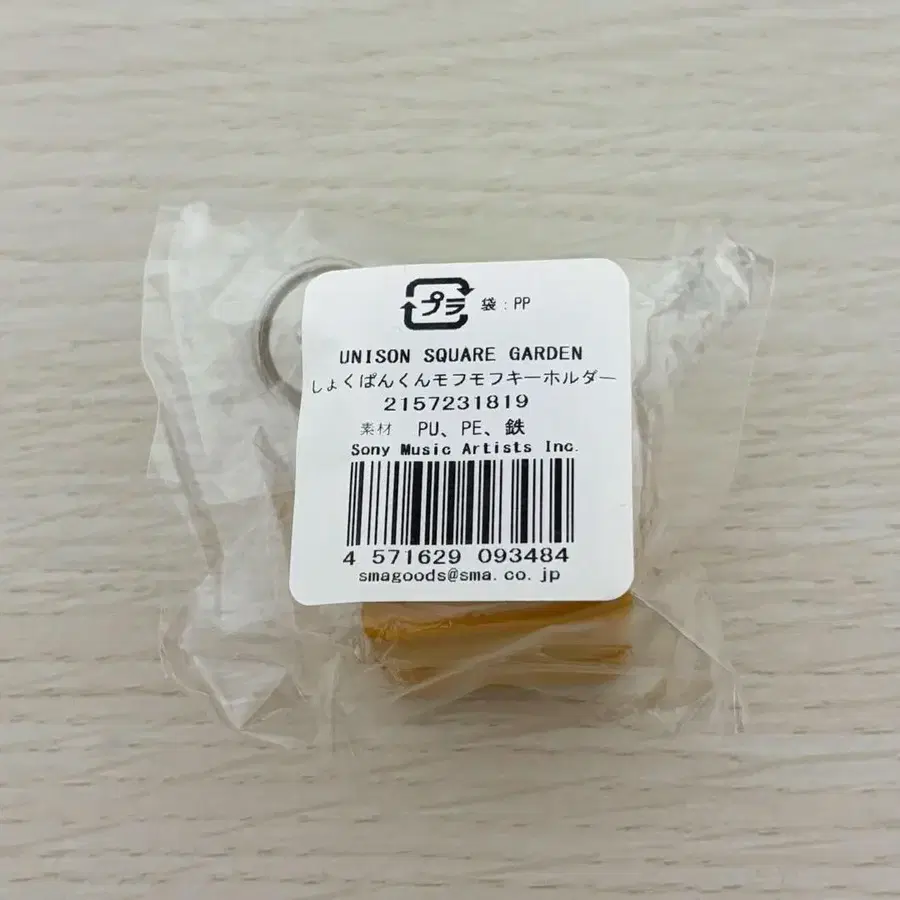 プラ 袋：PP
UNISON SQUARE GARDEN
しょくぱんくんモフモフキーホルダー
2157231819
素材 PU、PE、鉄
Sony Music Artists Inc.
4 571629 093484
smagoods@sma.co.jp